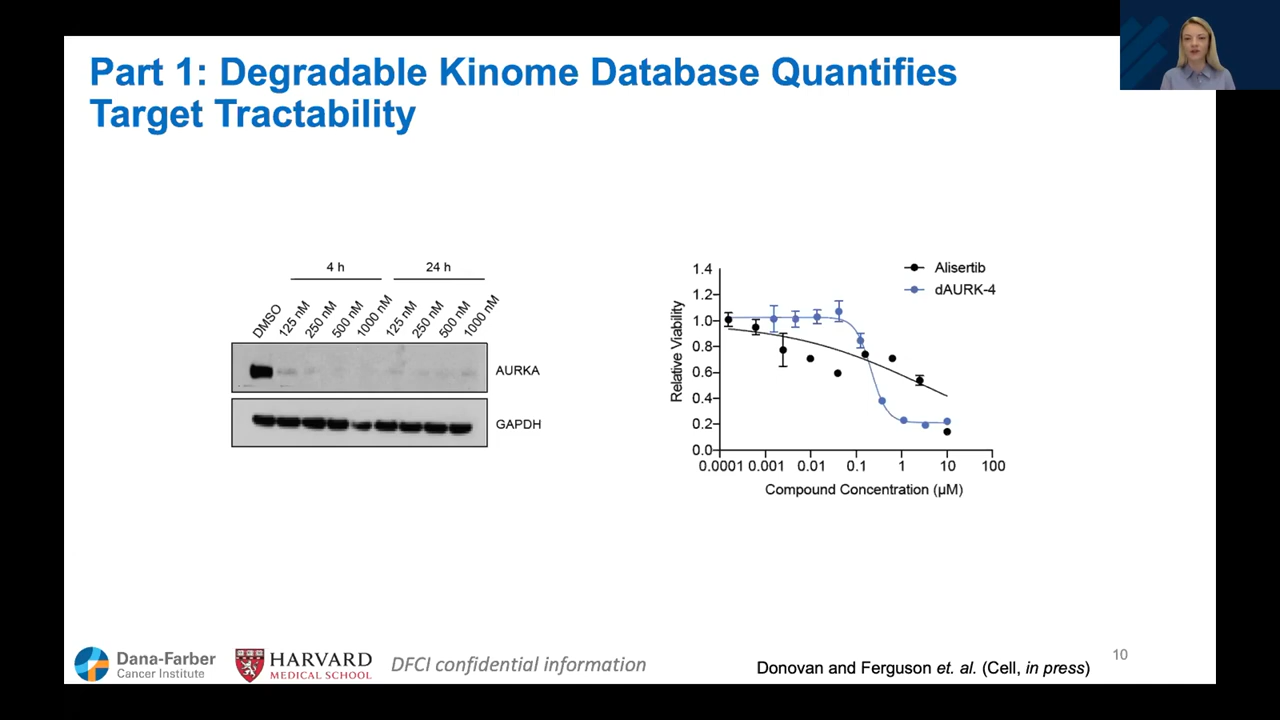 Part 1: Degradable Kinome Database Quantifies
Target Tractability
4 h
24 h
DMSO
125 nM
250 nM
500 nM
1000 nM
125 nM
250 nM
500 nM
1000 nM
AURKA
GAPDH
Alisertib
dAURK-4
Relative Viability
1.4
1.2
1.0
0.8
0.6
0.4
0.2
0.0
0.0001 0.001 0.01 0.1 1 10 100
Compound Concentration (μM)
Dana-Farber
Cancer Institute
HARVARD
MEDICAL SCHOOL
DFCI confidential information
Donovan and Ferguson et. al. (Cell, in press)
10